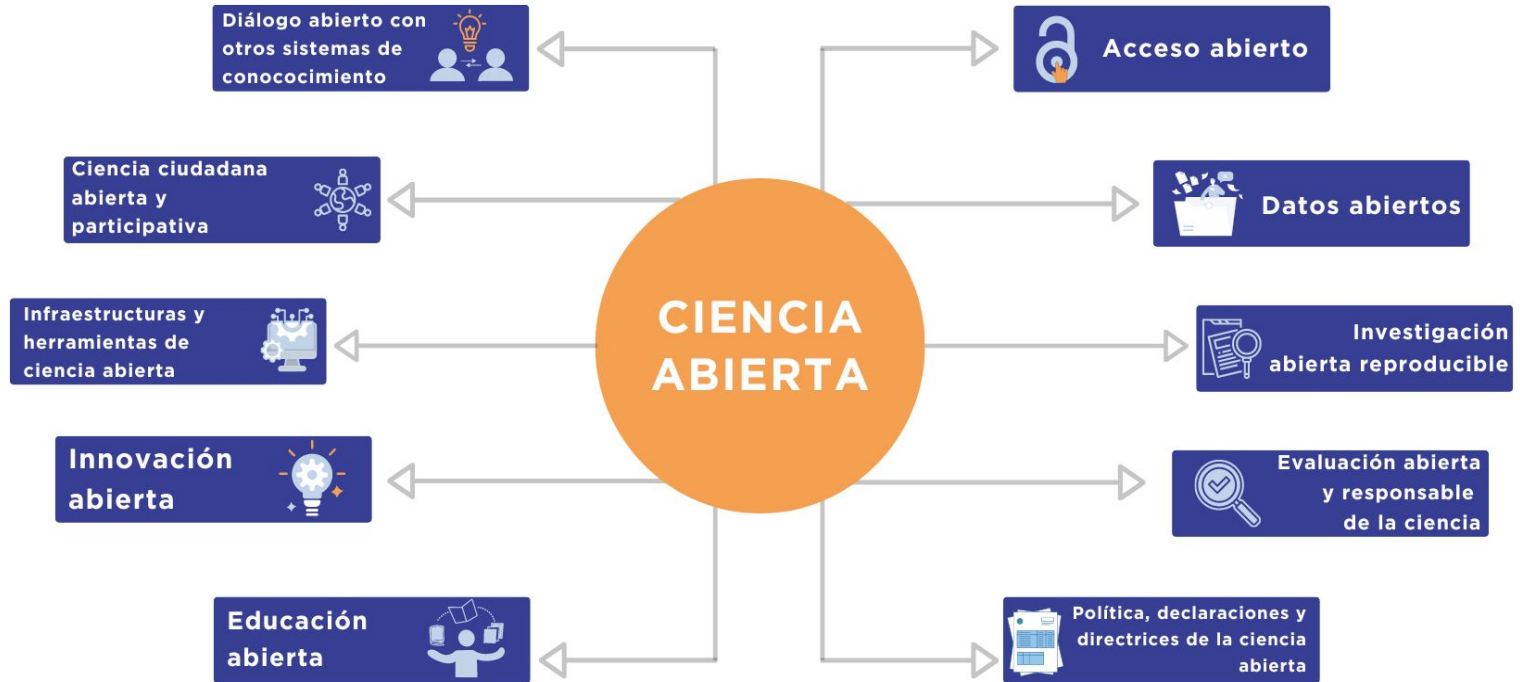 Diálogo abierto con
otros sistemas de
conococimiento
Acceso abierto
Ciencia ciudadana
abierta y
participativa
Datos abiertos
Infraestructuras y
herramientas de
ciencia abierta
CIENCIA
ABIERTA
Investigación
abierta reproducible
Innovación
abierta
Evaluación abierta
y responsable
de la ciencia
Educación
abierta
Política, declaraciones y
directrices de la ciencia
abierta